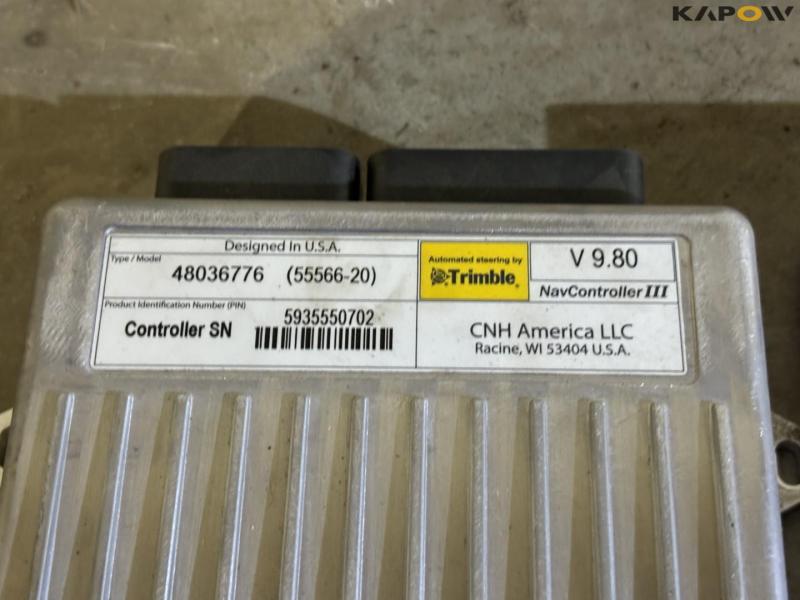 KAPOW
Designed In U.S.A.
Type / Model
48036776 (55566-20)
Product Identification Number (PIN)
Controller SN
5935550702
Automated steering by
Trimble
V 9.80
NavController III
CNH America LLC
Racine, WI 53404 U.S.A.